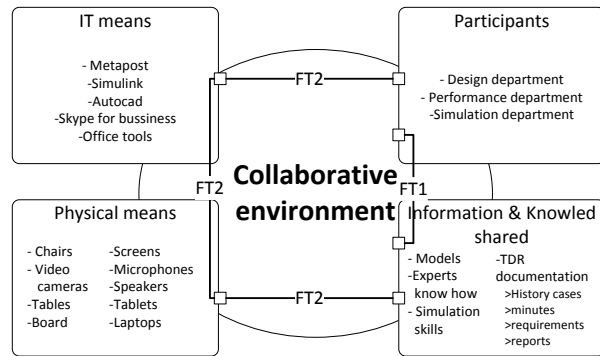 IT means
- Metapost
- Simulink
- Autocad
-Skype for bussiness
-Office tools
Participants
- Design department
- Performance department
-Simulation department
FT2
FT2
Collaborative
environment
FT1
Physical means
- Chairs
- Video
cameras
-Tables
-Board
-Screens
-Microphones
-Speakers
-Tablets
-Laptops
FT2
Information & Knowled
shared
- Models
-Experts
know how
- Simulation
skills
-TDR
documentation
>History cases
>minutes
>requirements
>reports